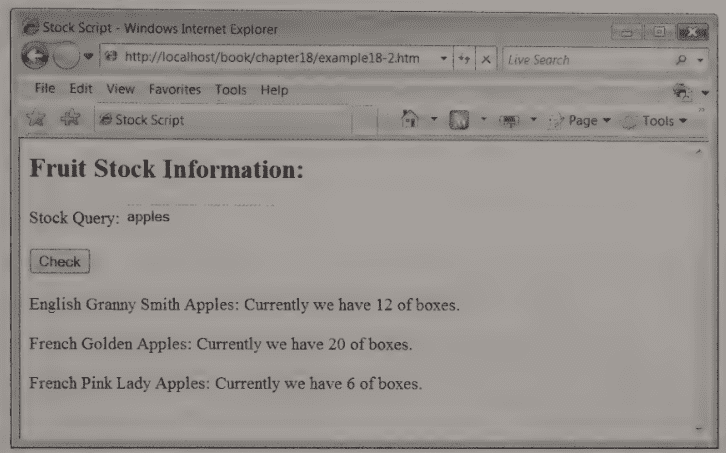 Stock Script - Windows Internet Explorer
http://localhost/book/chapter18/example18-2.htm
Live Search
File Edit View Favorites Tools Help
Stock Script
Page
Tools
Fruit Stock Information:
Stock Query: apples
Check
English Granny Smith Apples: Currently we have 12 of boxes.
French Golden Apples: Currently we have 20 of boxes.
French Pink Lady Apples: Currently we have 6 of boxes.